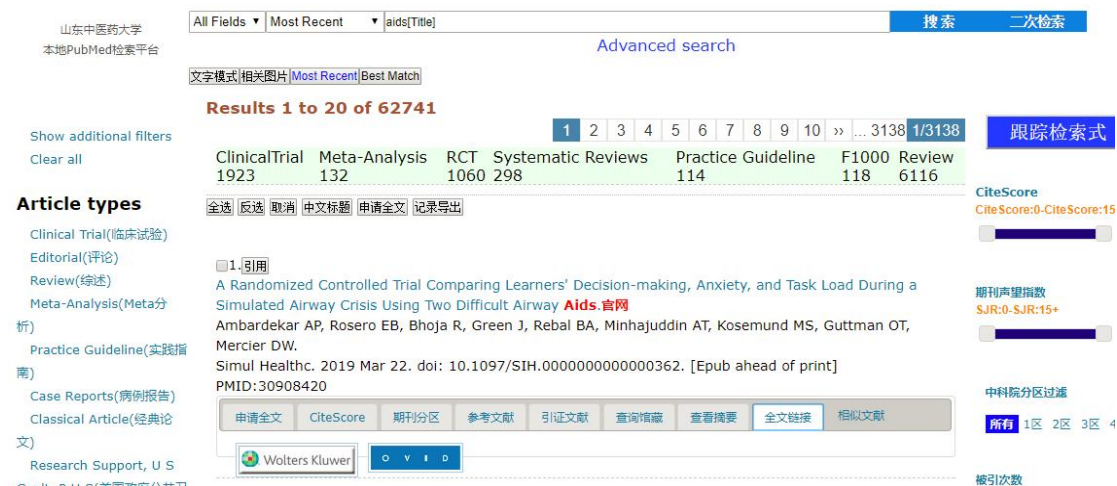 山东中医药大学
本地PubMed检索平台
All Fields ▼ Most Recent ▼ aids[Title] 搜 索 二次检索
Advanced search
文字模式 相关图片 Most Recent Best Match
Results 1 to 20 of 62741
1 2 3 4 5 6 7 8 9 10 ›› ... 3138 1/3138
跟踪检索式
Show additional filters
Clear all
ClinicalTrial Meta-Analysis RCT Systematic Reviews Practice Guideline F1000 Review
1923 132 1060 298 114 118 6116
CiteScore
CiteScore:0-CiteScore:15
Article types
全选 反选 取消 中文标题 申请全文 记录导出
Clinical Trial(临床试验)
Editorial(评论)
Review(综述)
Meta-Analysis(Meta分
析)
Practice Guideline(实践指
南)
Case Reports(病例报告)
Classical Article(经典论
文)
Research Support, U S
1. 引用
A Randomized Controlled Trial Comparing Learners' Decision-making, Anxiety, and Task Load During a
Simulated Airway Crisis Using Two Difficult Airway Aids.官网
Ambardekar AP, Rosero EB, Bhoja R, Green J, Rebal BA, Minhajuddin AT, Kosemund MS, Guttman OT,
Mercier DW.
Simul Healthc. 2019 Mar 22. doi: 10.1097/SIH.0000000000000362. [Epub ahead of print]
PMID:30908420
申请全文 CiteScore 期刊分区 参考文献 引证文献 查询馆藏 查看摘要 全文链接 相似文献
Wolters Kluwer OVID
期刊声望指数
SJR:0-SJR:15+
中科院分区过滤
所有 1区 2区 3区 4
被引次数